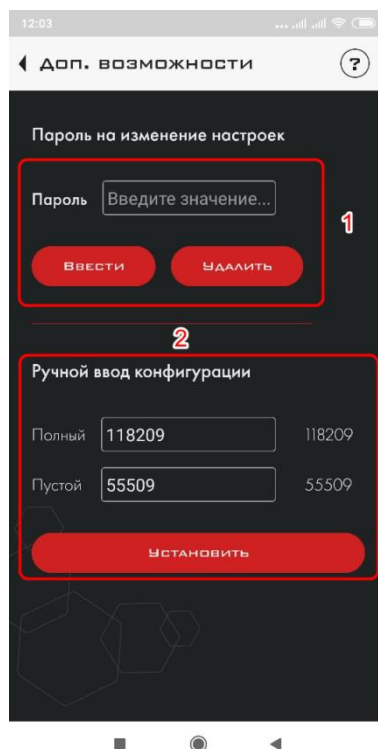 12:03
Доп. возможности ?
Пароль на изменение настроек
Пароль Введите значение...
1
Ввести Удалить
2
Ручной ввод конфигурации
Полный 118209 118209
Пустой 55509 55509
Установить